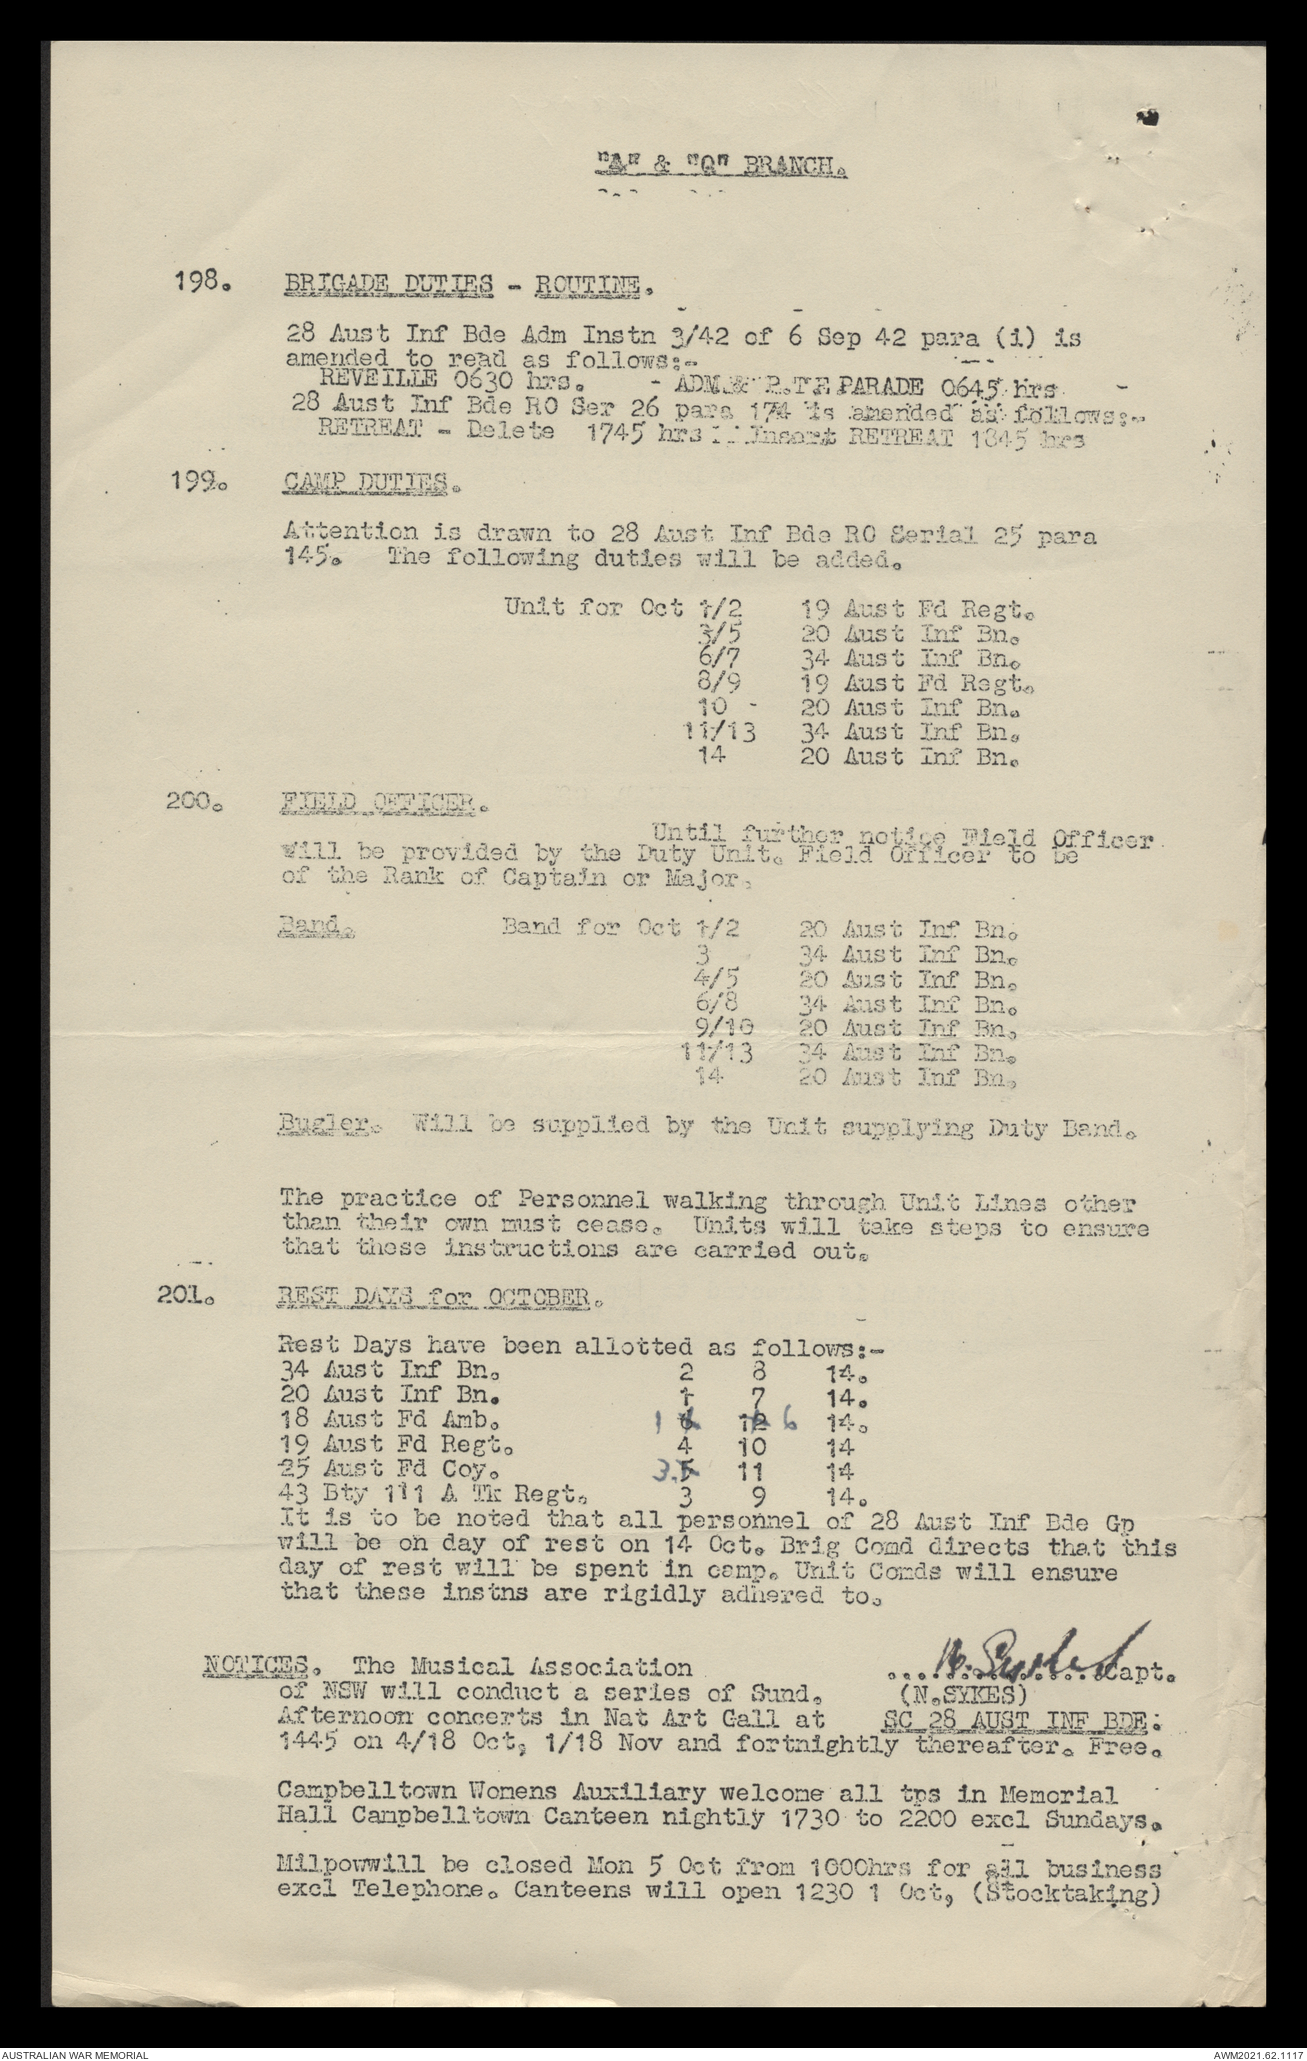 "A" & "Q" BRANCH.
198. BRIGADE DUTIES - ROUTINE.
28 Aust Inf Bde Adm Instn 3/42 of 6 Sep 42 para (i) is
amended to read as follows:-
REVEILLE 0630 hrs. - ADM & P.T.E PARADE 0645 hrs
28 Aust Inf Bde RO Ser 26 para 174 is amended as follows:-
RETREAT - Delete 1745 hrs Insert RETREAT 1845 hrs
199. CAMP DUTIES.
Attention is drawn to 28 Aust Inf Bde RO Serial 25 para
145. The following duties will be added.
Unit for Oct 1/2 19 Aust Fd Regt.
3/5 20 Aust Inf Bn.
6/7 34 Aust Inf Bn.
8/9 19 Aust Fd Regt.
10 - 20 Aust Inf Bn.
11/13 34 Aust Inf Bn.
14 20 Aust Inf Bn.
200. FIELD OFFICER.
Until further notice Field Officer
will be provided by the Duty Unit. Field Officer to be
of the Rank of Captain or Major.
Band. Band for Oct 1/2 20 Aust Inf Bn.
3 34 Aust Inf Bn.
4/5 20 Aust Inf Bn.
6/8 34 Aust Inf Bn.
9/10 20 Aust Inf Bn.
11/13 34 Aust Inf Bn.
14 20 Aust Inf Bn.
Bugler. Will be supplied by the Unit supplying Duty Band.
The practice of Personnel walking through Unit Lines other
than their own must cease. Units will take steps to ensure
that these instructions are carried out.
201. REST DAYS for OCTOBER.
Rest Days have been allotted as follows:-
34 Aust Inf Bn. 2 8 14.
20 Aust Inf Bn. 1 7 14.
18 Aust Fd Amb. 1 6 12 6 14.
19 Aust Fd Regt. 4 10 14
25 Aust Fd Coy. 3. 5 11 14
43 Bty 111 A Tk Regt. 3 9 14.
It is to be noted that all personnel of 28 Aust Inf Bde Gp
will be on day of rest on 14 Oct. Brig Comd directs that this
day of rest will be spent in camp. Unit Comds will ensure
that these instns are rigidly adhered to.
NOTICES. The Musical Association N. Sykes Capt.
of NSW will conduct a series of Sund. (N.SYKES)
Afternoon concerts in Nat Art Gall at SC 28 AUST INF BDE.
1445 on 4/18 Oct, 1/18 Nov and fortnightly thereafter. Free.
Campbelltown Womens Auxiliary welcome all tps in Memorial
Hall Campbelltown Canteen nightly 1730 to 2200 excl Sundays.
Milpowwill be closed Mon 5 Oct from 1000hrs for all business
excl Telephone. Canteens will open 1230 1 Oct, (Stocktaking)
AUSTRALIAN WAR MEMORIAL AWM2021.62.1117